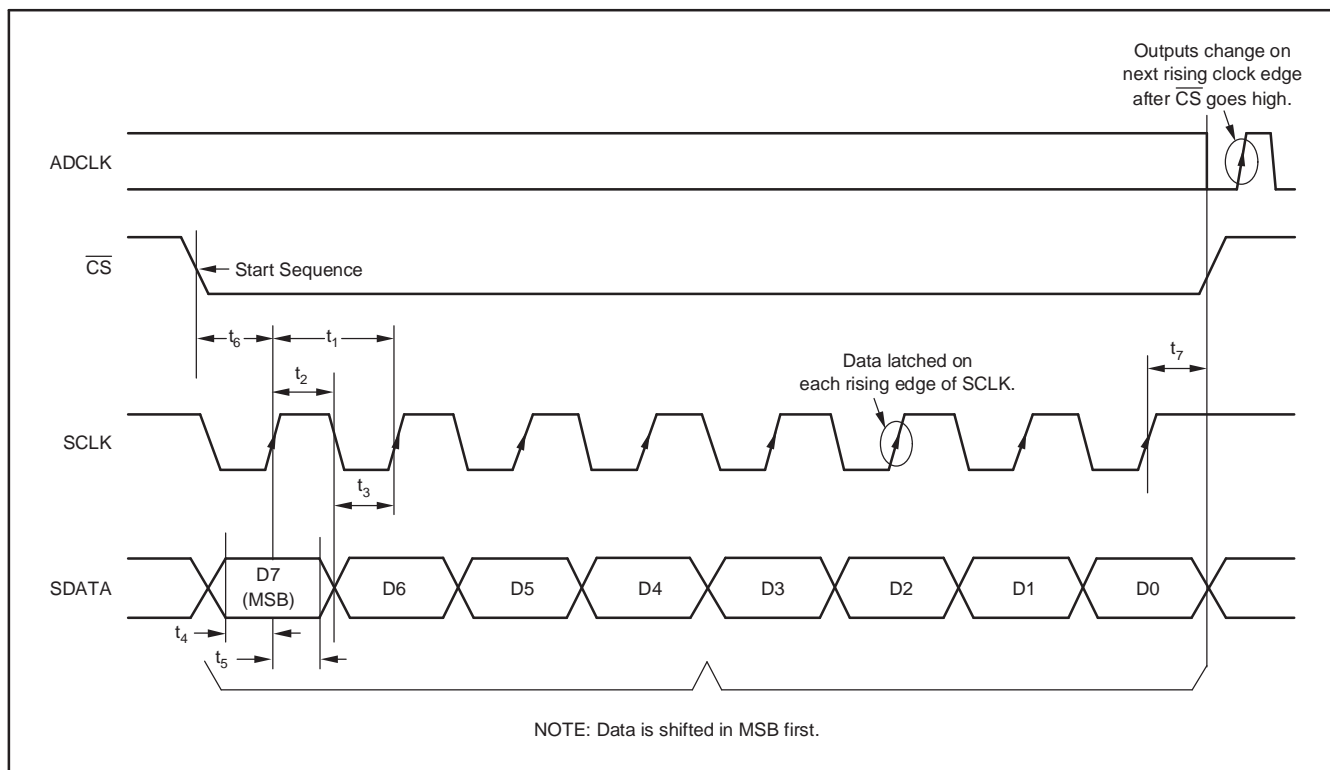 Outputs change on
next rising clock edge
after CS goes high.
ADCLK
CS
Start Sequence
t6
t1
t7
t2
Data latched on
each rising edge of SCLK.
SCLK
t3
D7
(MSB)
D6
D5
D4
D3
D2
D1
D0
SDATA
t4
t5
NOTE: Data is shifted in MSB first.